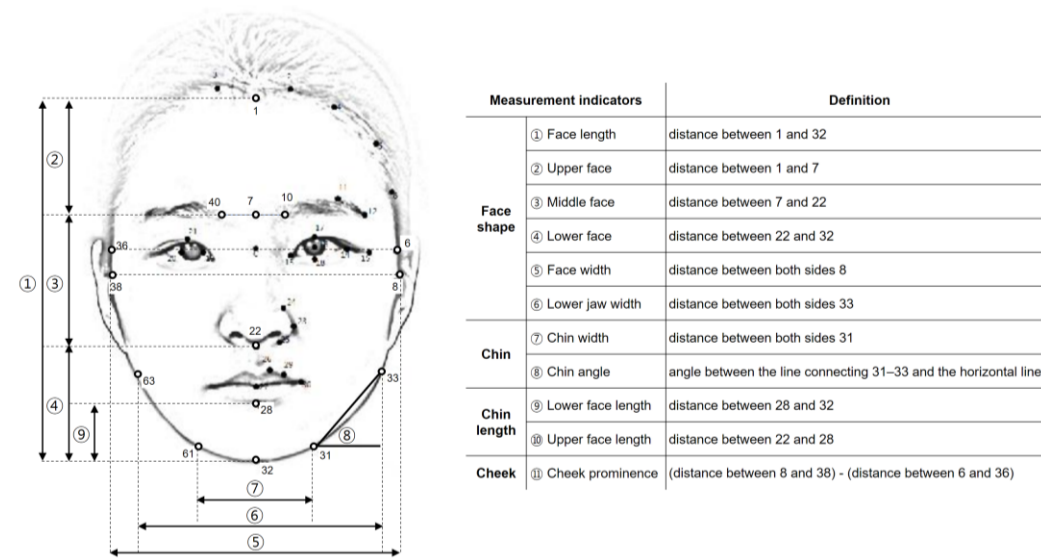 1
2
4
②
40
7
10
12
36
6
21
38
8
①
③
22
63
33
④
28
⑨
⑧
61
31
32
⑦
⑥
⑤
Measurement indicators Definition
Face shape
① Face length distance between 1 and 32
② Upper face distance between 1 and 7
③ Middle face distance between 7 and 22
④ Lower face distance between 22 and 32
⑤ Face width distance between both sides 8
⑥ Lower jaw width distance between both sides 33
Chin
⑦ Chin width distance between both sides 31
⑧ Chin angle angle between the line connecting 31–33 and the horizontal line
Chin length
⑨ Lower face length distance between 28 and 32
⑩ Upper face length distance between 22 and 28
Cheek
⑪ Cheek prominence (distance between 8 and 38) - (distance between 6 and 36)